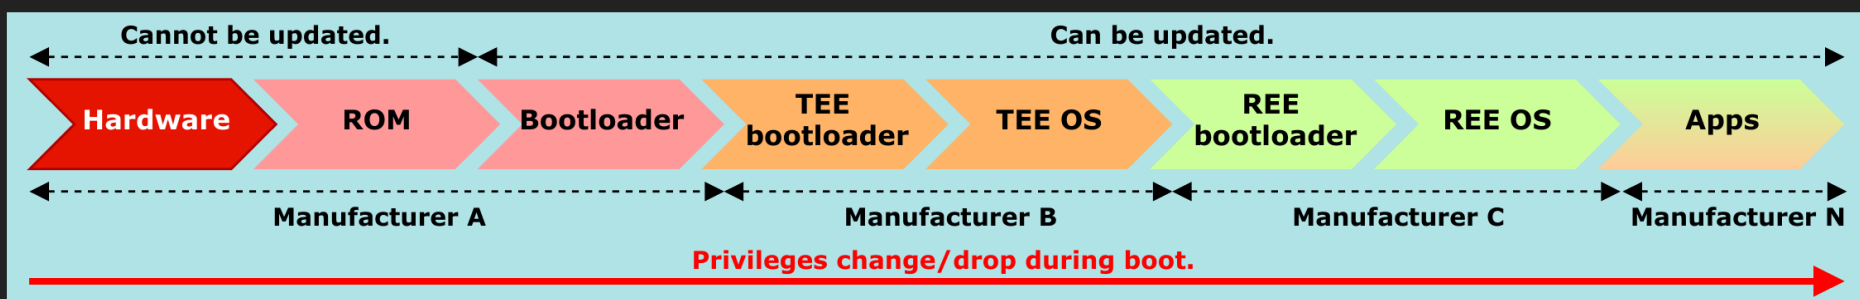 Cannot be updated.
Can be updated.
Hardware
ROM
Bootloader
TEE
bootloader
TEE OS
REE
bootloader
REE OS
Apps
Manufacturer A
Manufacturer B
Manufacturer C
Manufacturer N
Privileges change/drop during boot.